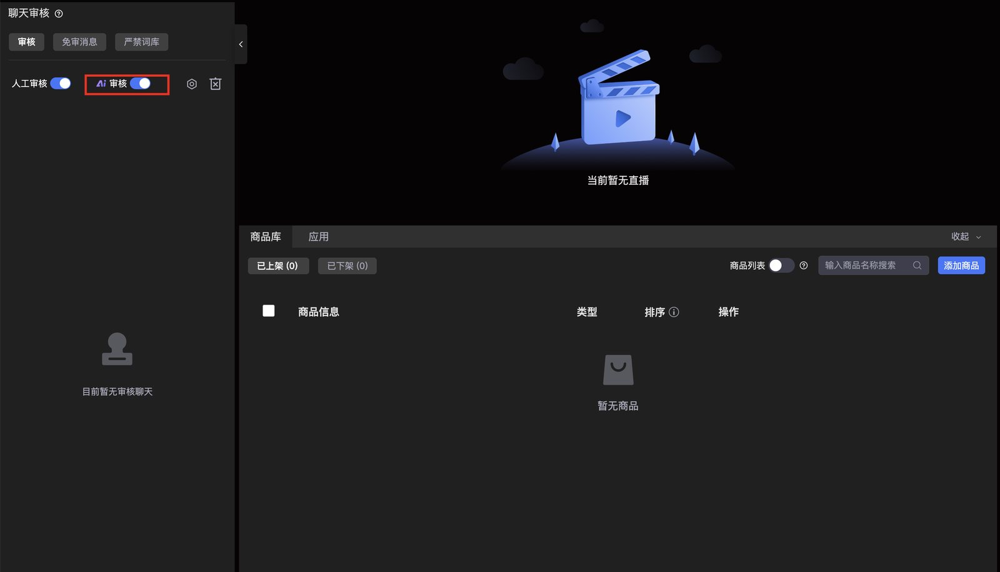 聊天审核
审核 免审消息 严禁词库
人工审核 Ai 审核
目前暂无审核聊天
当前暂无直播
商品库 应用 收起
已上架 (0) 已下架 (0) 商品列表 输入商品名称搜索 添加商品
商品信息 类型 排序 操作
暂无商品